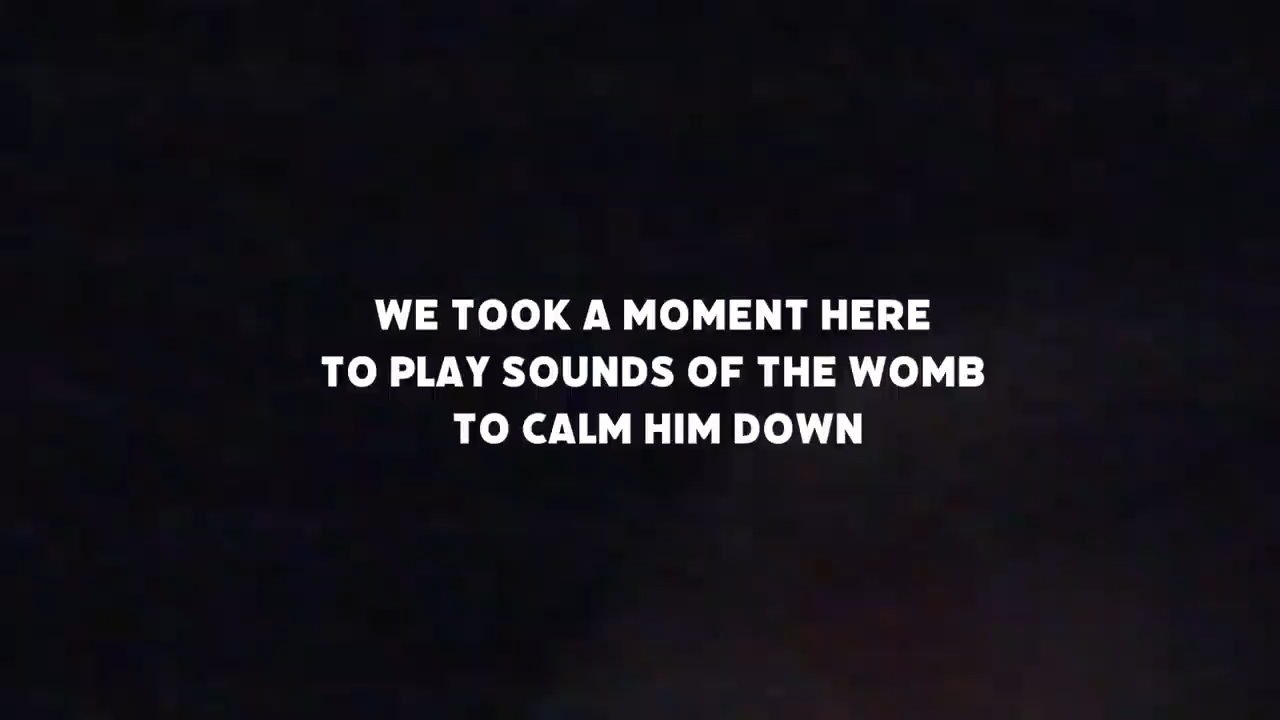 WE TOOK A MOMENT HERE
TO PLAY SOUNDS OF THE WOMB
TO CALM HIM DOWN